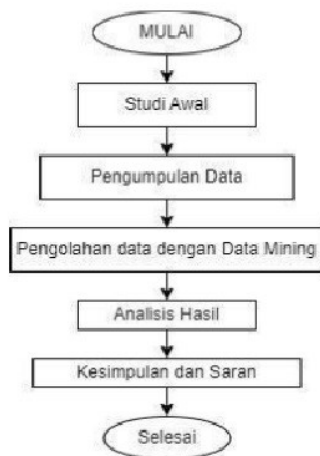 MULAI
Studi Awal
Pengumpulan Data
Pengolahan data dengan Data Mining
Analisis Hasil
Kesimpulan dan Saran
Selesai